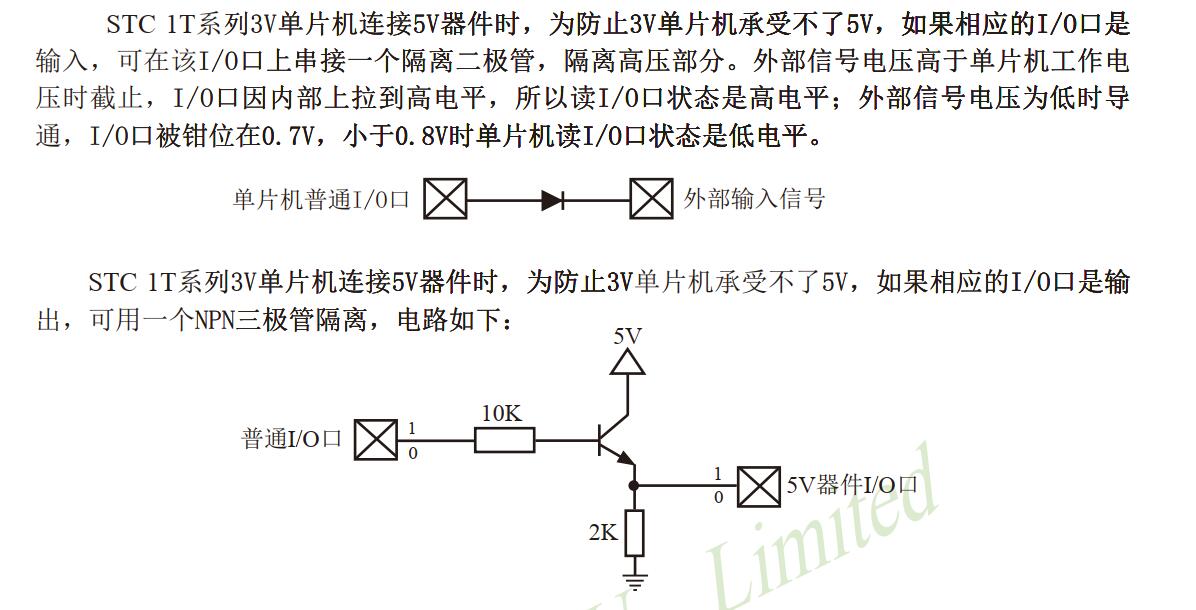 STC 1T系列3V单片机连接5V器件时，为防止3V单片机承受不了5V，如果相应的I/O口是
输入，可在该I/O口上串接一个隔离二极管，隔离高压部分。外部信号电压高于单片机工作电
压时截止，I/O口因内部上拉到高电平，所以读I/O口状态是高电平；外部信号电压为低时导
通，I/O口被钳位在0.7V，小于0.8V时单片机读I/O口状态是低电平。
单片机普通I/O口 外部输入信号
STC 1T系列3V单片机连接5V器件时，为防止3V单片机承受不了5V，如果相应的I/O口是输
出，可用一个NPN三极管隔离，电路如下：
5V
10K
普通I/O口 1
0
1
0 5V器件I/O口
2K
Limited